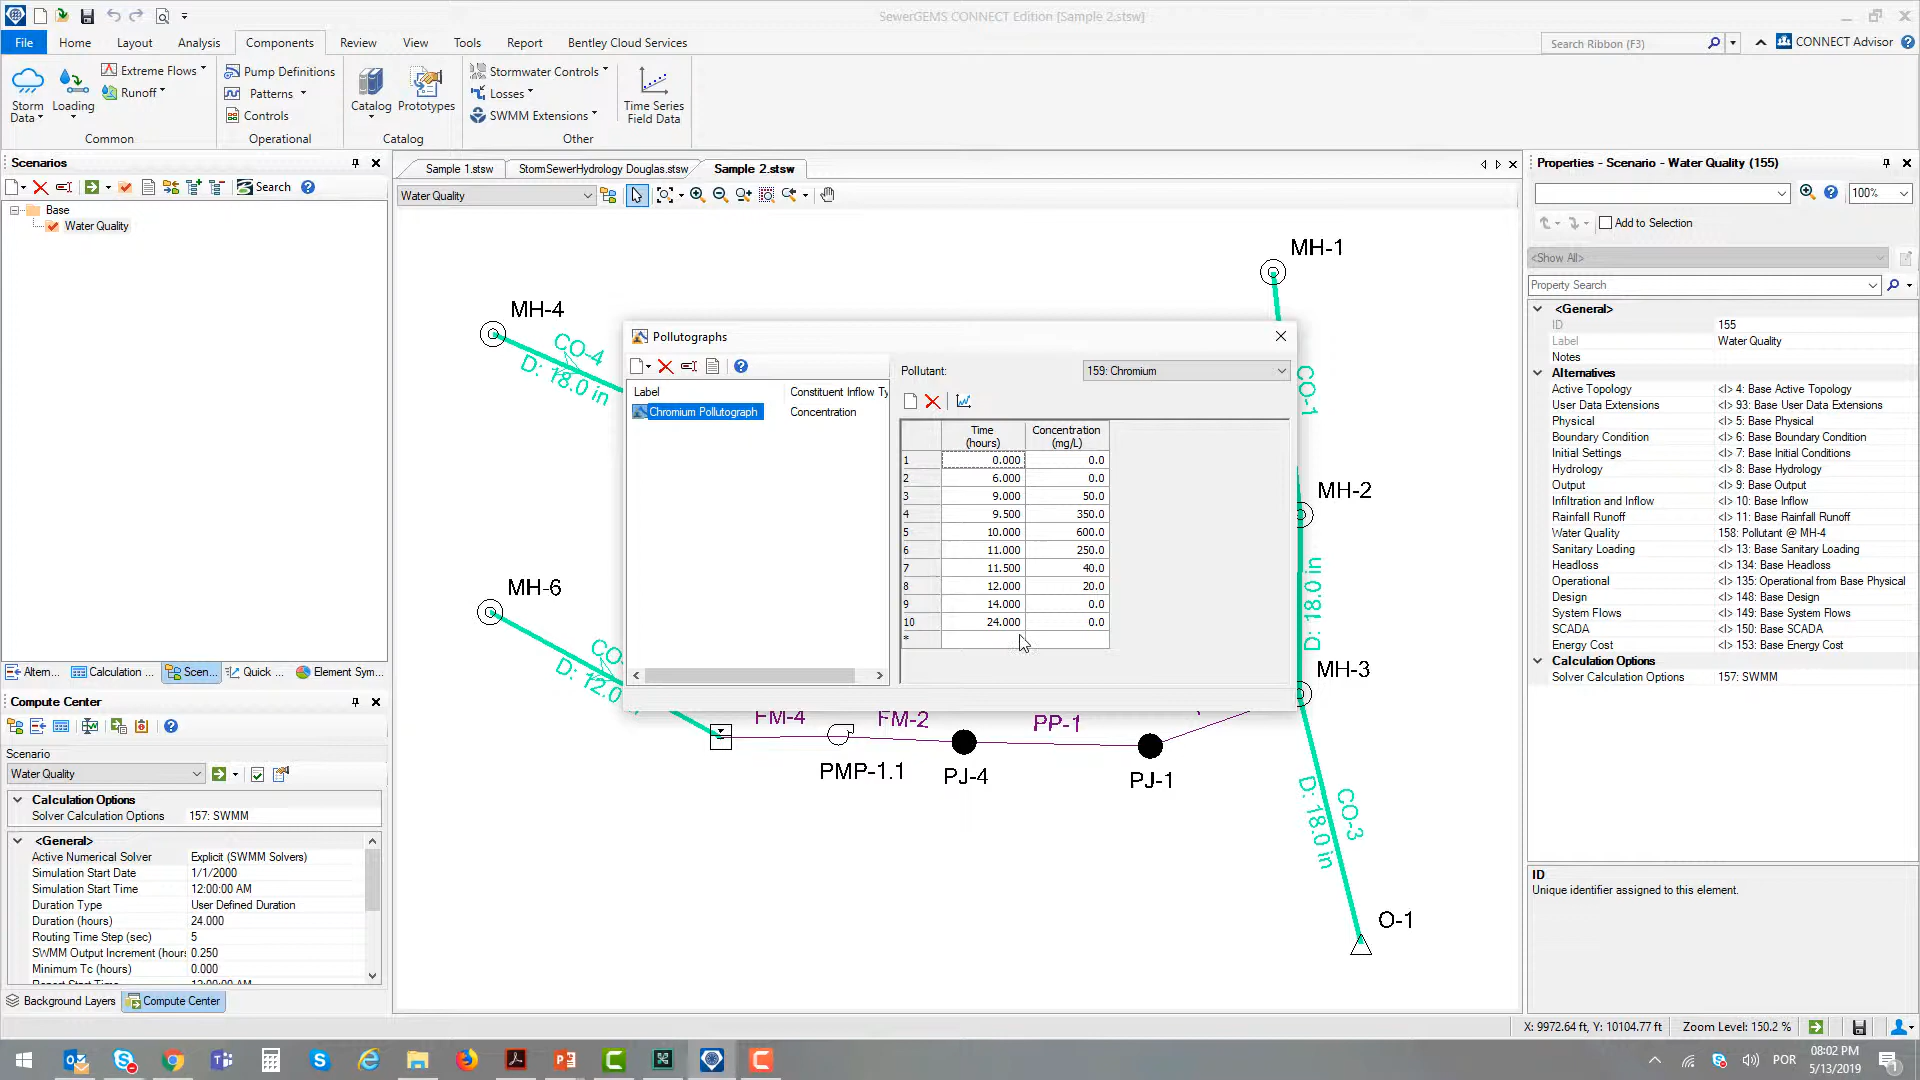 SewerGEMS CONNECT Edition [Sample 2.stsw]
File
Home
Layout
Analysis
Components
Review
View
Tools
Report
Bentley Cloud Services
Search Ribbon (F3)
CONNECT Advisor
Storm Data
Loading
Extreme Flows
Runoff
Common
Pump Definitions
Patterns
Controls
Operational
Catalog
Prototypes
Catalog
Stormwater Controls
Losses
SWMM Extensions
Time Series Field Data
Other
Scenarios
Search
Base
Water Quality
Altern...
Calculation ...
Scen...
Quick ...
Element Sym...
Compute Center
Scenario
Water Quality
Calculation Options
Solver Calculation Options 157: SWMM
<General>
Active Numerical Solver Explicit (SWMM Solvers)
Simulation Start Date 1/1/2000
Simulation Start Time 12:00:00 AM
Duration Type User Defined Duration
Duration (hours) 24.000
Routing Time Step (sec) 5
SWMM Output Increment (hours 0.250
Minimum Tc (hours) 0.000
Report Start Time 12:00:00 AM
Background Layers
Compute Center
Sample 1.stsw
StormSewerHydrology Douglas.stsw
Sample 2.stsw
Water Quality
MH-1
MH-4
CO-4
D: 18.0 in
CO-1
MH-2
D: 18.0 in
MH-6
CO-
D: 12.0
MH-3
FM-4
FM-2
PP-1
PMP-1.1
PJ-4
PJ-1
CO-3
D: 18.0 in
O-1
Pollutographs
Label Constituent Inflow Ty
Chromium Pollutograph Concentration
Pollutant: 159: Chromium
Time (hours) Concentration (mg/L)
1 0.000 0.0
2 6.000 0.0
3 9.000 50.0
4 9.500 350.0
5 10.000 600.0
6 11.000 250.0
7 11.500 40.0
8 12.000 20.0
9 14.000 0.0
10 24.000 0.0
*
Properties - Scenario - Water Quality (155)
100%
Add to Selection
<Show All>
Property Search
<General>
ID 155
Label Water Quality
Notes
Alternatives
Active Topology <I> 4: Base Active Topology
User Data Extensions <I> 93: Base User Data Extensions
Physical <I> 5: Base Physical
Boundary Condition <I> 6: Base Boundary Condition
Initial Settings <I> 7: Base Initial Conditions
Hydrology <I> 8: Base Hydrology
Output <I> 9: Base Output
Infiltration and Inflow <I> 10: Base Inflow
Rainfall Runoff <I> 11: Base Rainfall Runoff
Water Quality 158: Pollutant @ MH-4
Sanitary Loading <I> 13: Base Sanitary Loading
Headloss <I> 134: Base Headloss
Operational <I> 135: Operational from Base Physical
Design <I> 148: Base Design
System Flows <I> 149: Base System Flows
SCADA <I> 150: Base SCADA
Energy Cost <I> 153: Base Energy Cost
Calculation Options
Solver Calculation Options 157: SWMM
ID
Unique identifier assigned to this element.
X: 9972.64 ft, Y: 10104.77 ft
Zoom Level: 150.2 %
POR
08:02 PM
5/13/2019